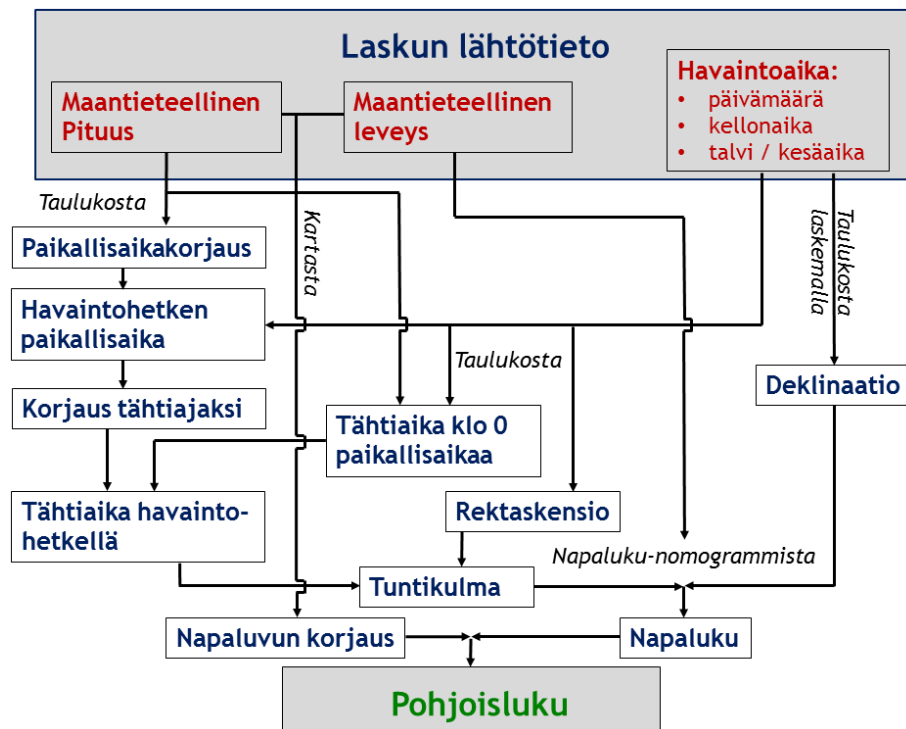 Laskun lähtötieto
Maantieteellinen
Pituus
Maantieteellinen
leveys
Havaintoaika:
• päivämäärä
• kellonaika
• talvi / kesäaika
Taulukosta
Kartasta
Taulukosta
laskemalla
Paikallisaikakorjaus
Havaintohetken
paikallisaika
Taulukosta
Korjaus tähtiajaksi
Deklinaatio
Tähtiaika klo 0
paikallisaikaa
Tähtiaika havainto-
hetkellä
Rektaskensio
Napaluku-nomogrammista
Tuntikulma
Napaluvun korjaus
Napaluku
Pohjoisluku